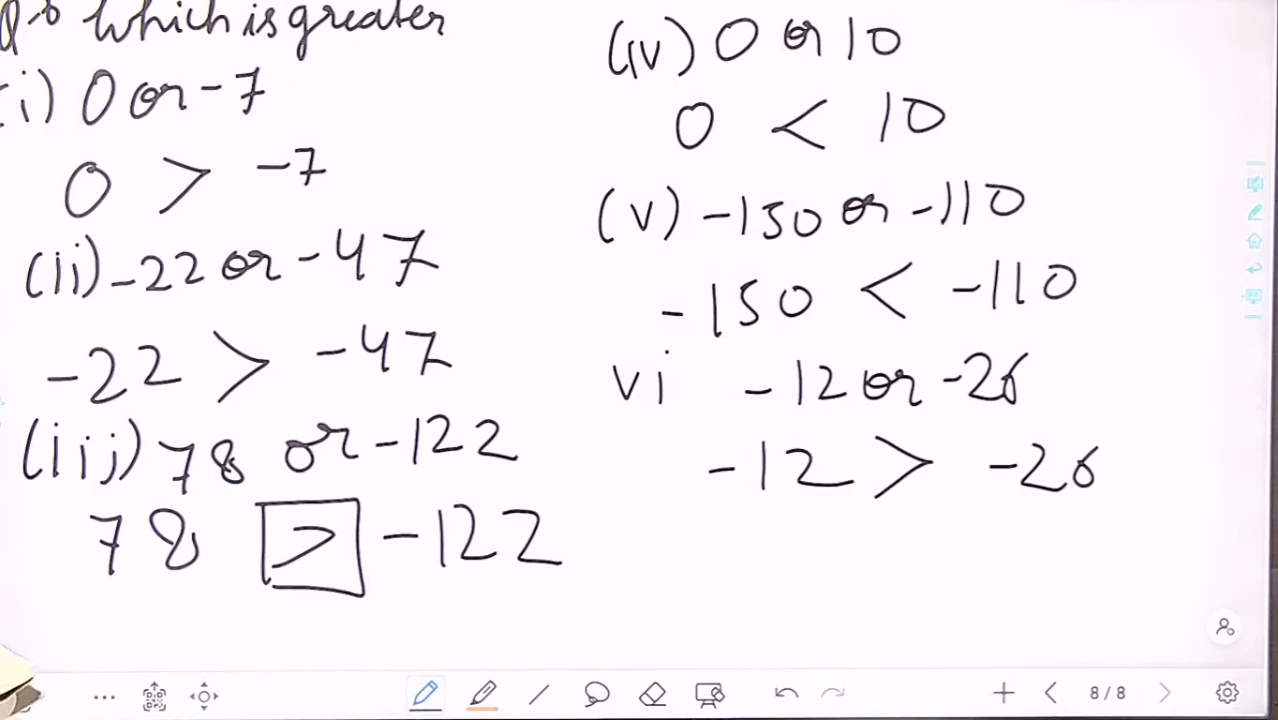 Q.6 Which is greater
(i) 0 or -7
0 > -7
(ii) -22 or -47
-22 > -47
(iii) 78 or -122
78 > -122
(iv) 0 or 10
0 < 10
(v) -150 or -110
-150 < -110
vi -12 or -26
-12 > -26
8/8